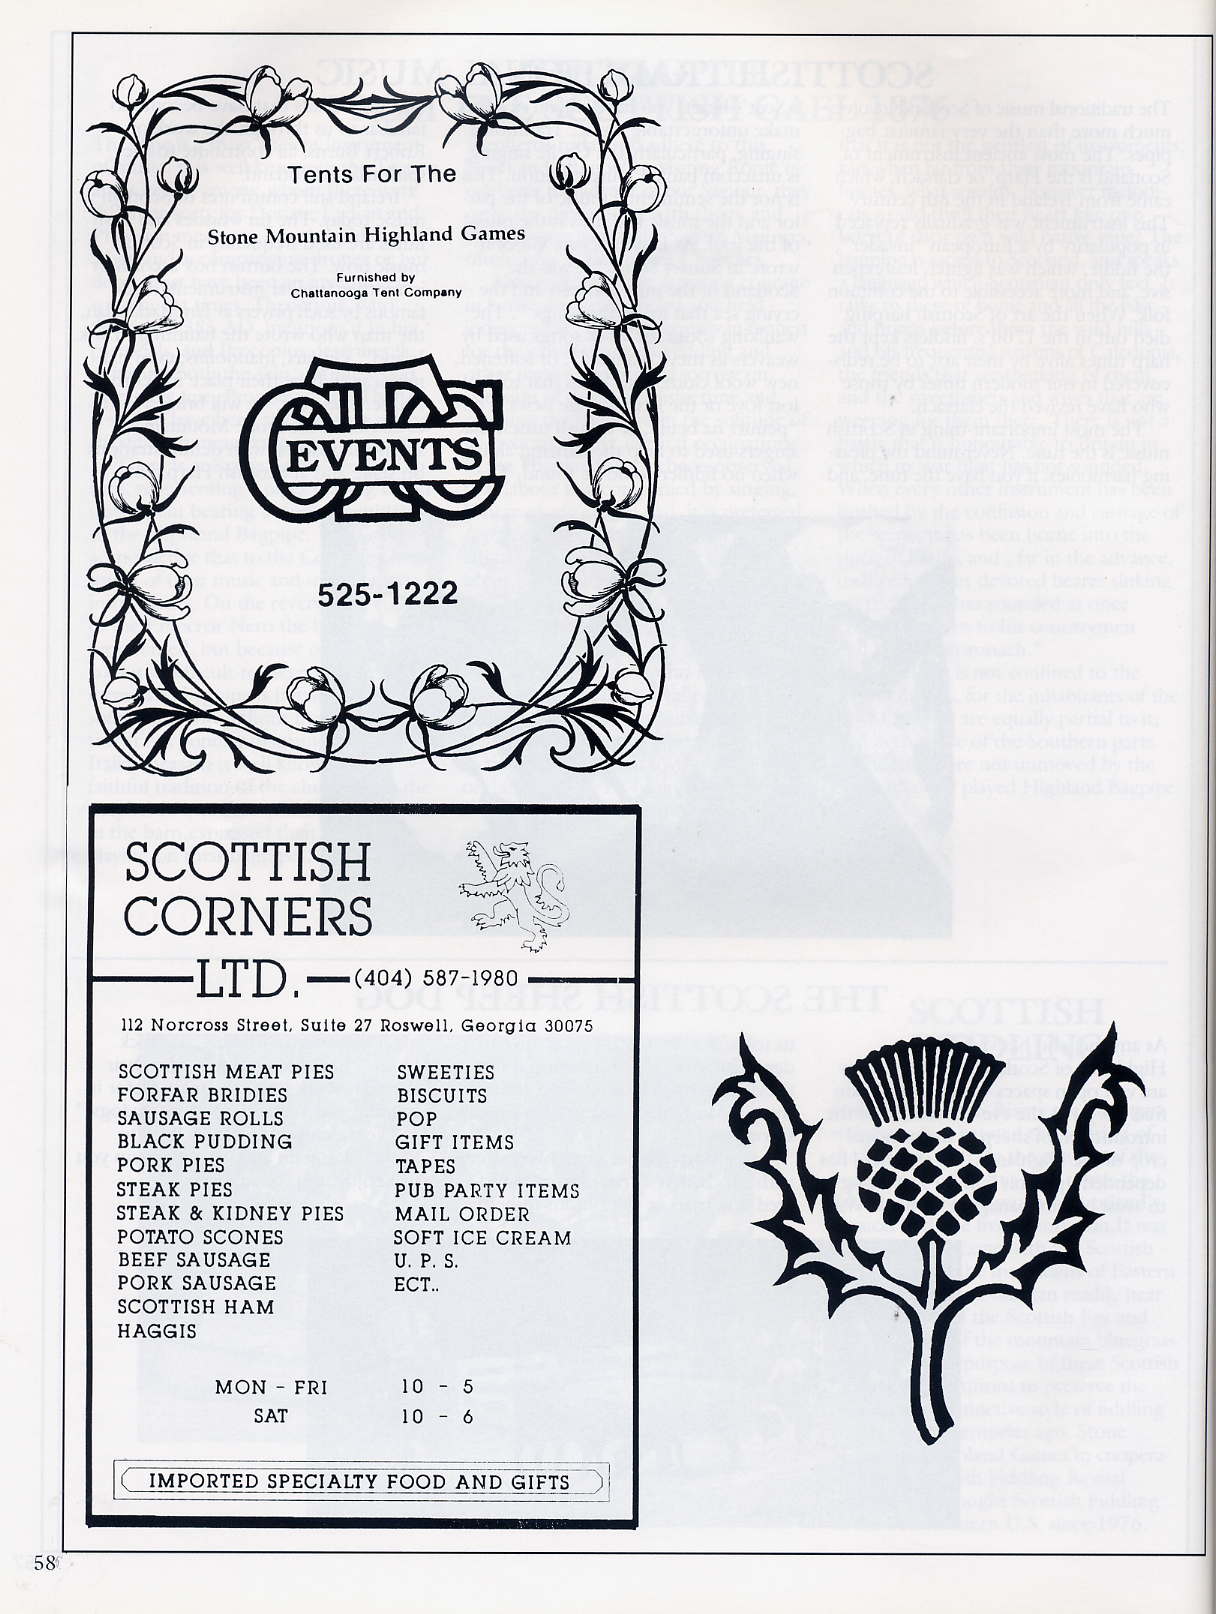 Tents For The
Stone Mountain Highland Games
Furnished by
Chattanooga Tent Company
CTC
EVENTS
525-1222
SCOTTISH
CORNERS
LTD. (404) 587-1980
112 Norcross Street, Suite 27 Roswell, Georgia 30075
SCOTTISH MEAT PIES
FORFAR BRIDIES
SAUSAGE ROLLS
BLACK PUDDING
PORK PIES
STEAK PIES
STEAK & KIDNEY PIES
POTATO SCONES
BEEF SAUSAGE
PORK SAUSAGE
SCOTTISH HAM
HAGGIS
SWEETIES
BISCUITS
POP
GIFT ITEMS
TAPES
PUB PARTY ITEMS
MAIL ORDER
SOFT ICE CREAM
U. P. S.
ECT..
MON - FRI 10 - 5
SAT 10 - 6
IMPORTED SPECIALTY FOOD AND GIFTS
58